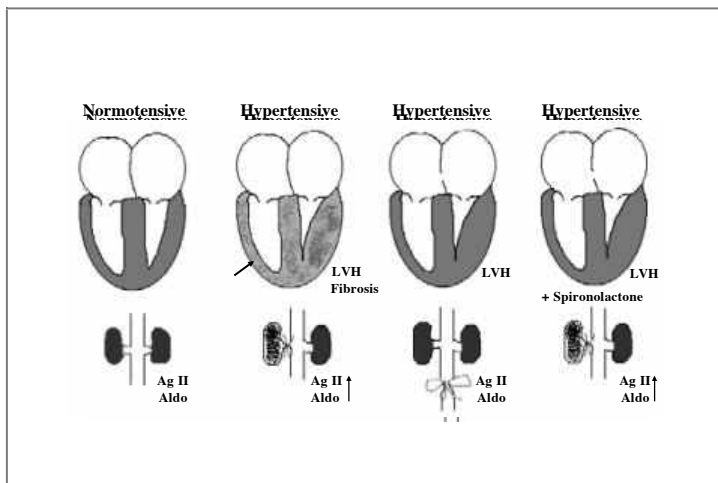 Normotensive
Hypertensive
Hypertensive
Hypertensive
LVH
Fibrosis
LVH
LVH
+ Spironolactone
Ag II
Aldo
Ag II
Aldo
Ag II
Aldo
Ag II
Aldo